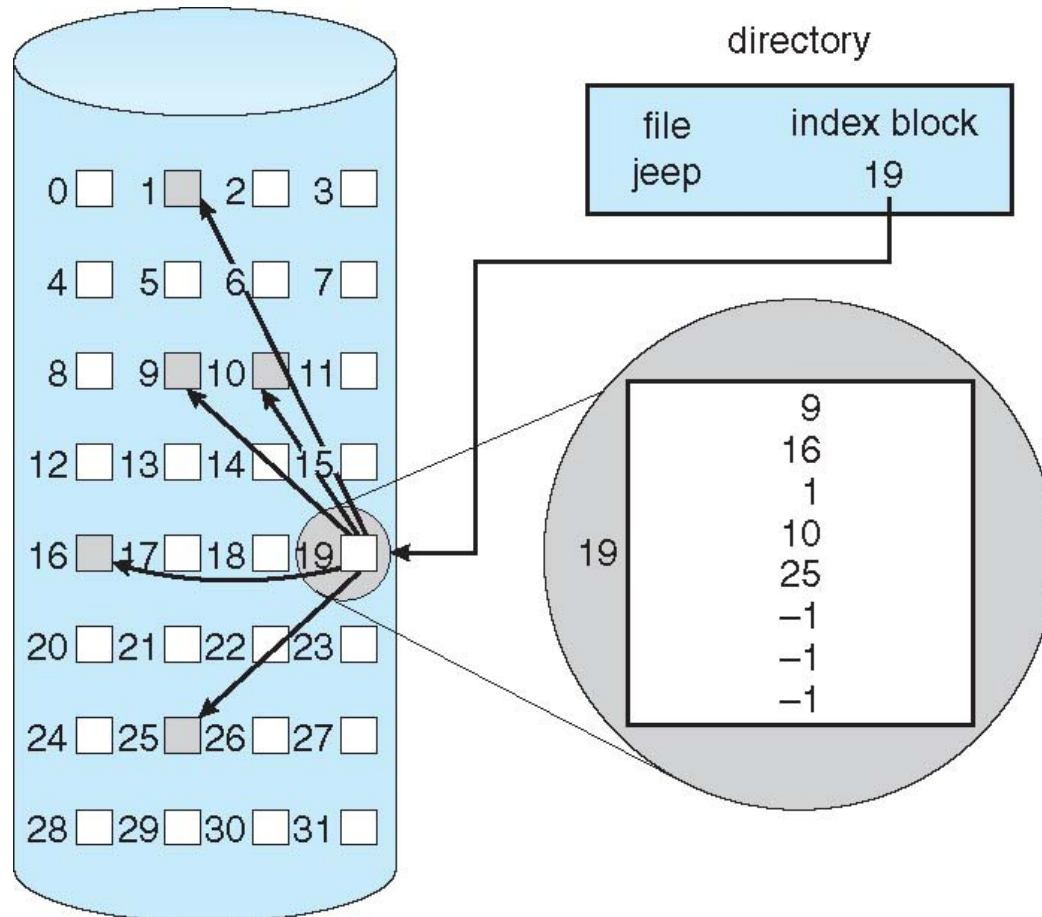 directory
file index block
jeep 19
0 1 2 3
4 5 6 7
8 9 10 11
12 13 14 15
16 17 18 19
20 21 22 23
24 25 26 27
28 29 30 31
19
9
16
1
10
25
–1
–1
–1